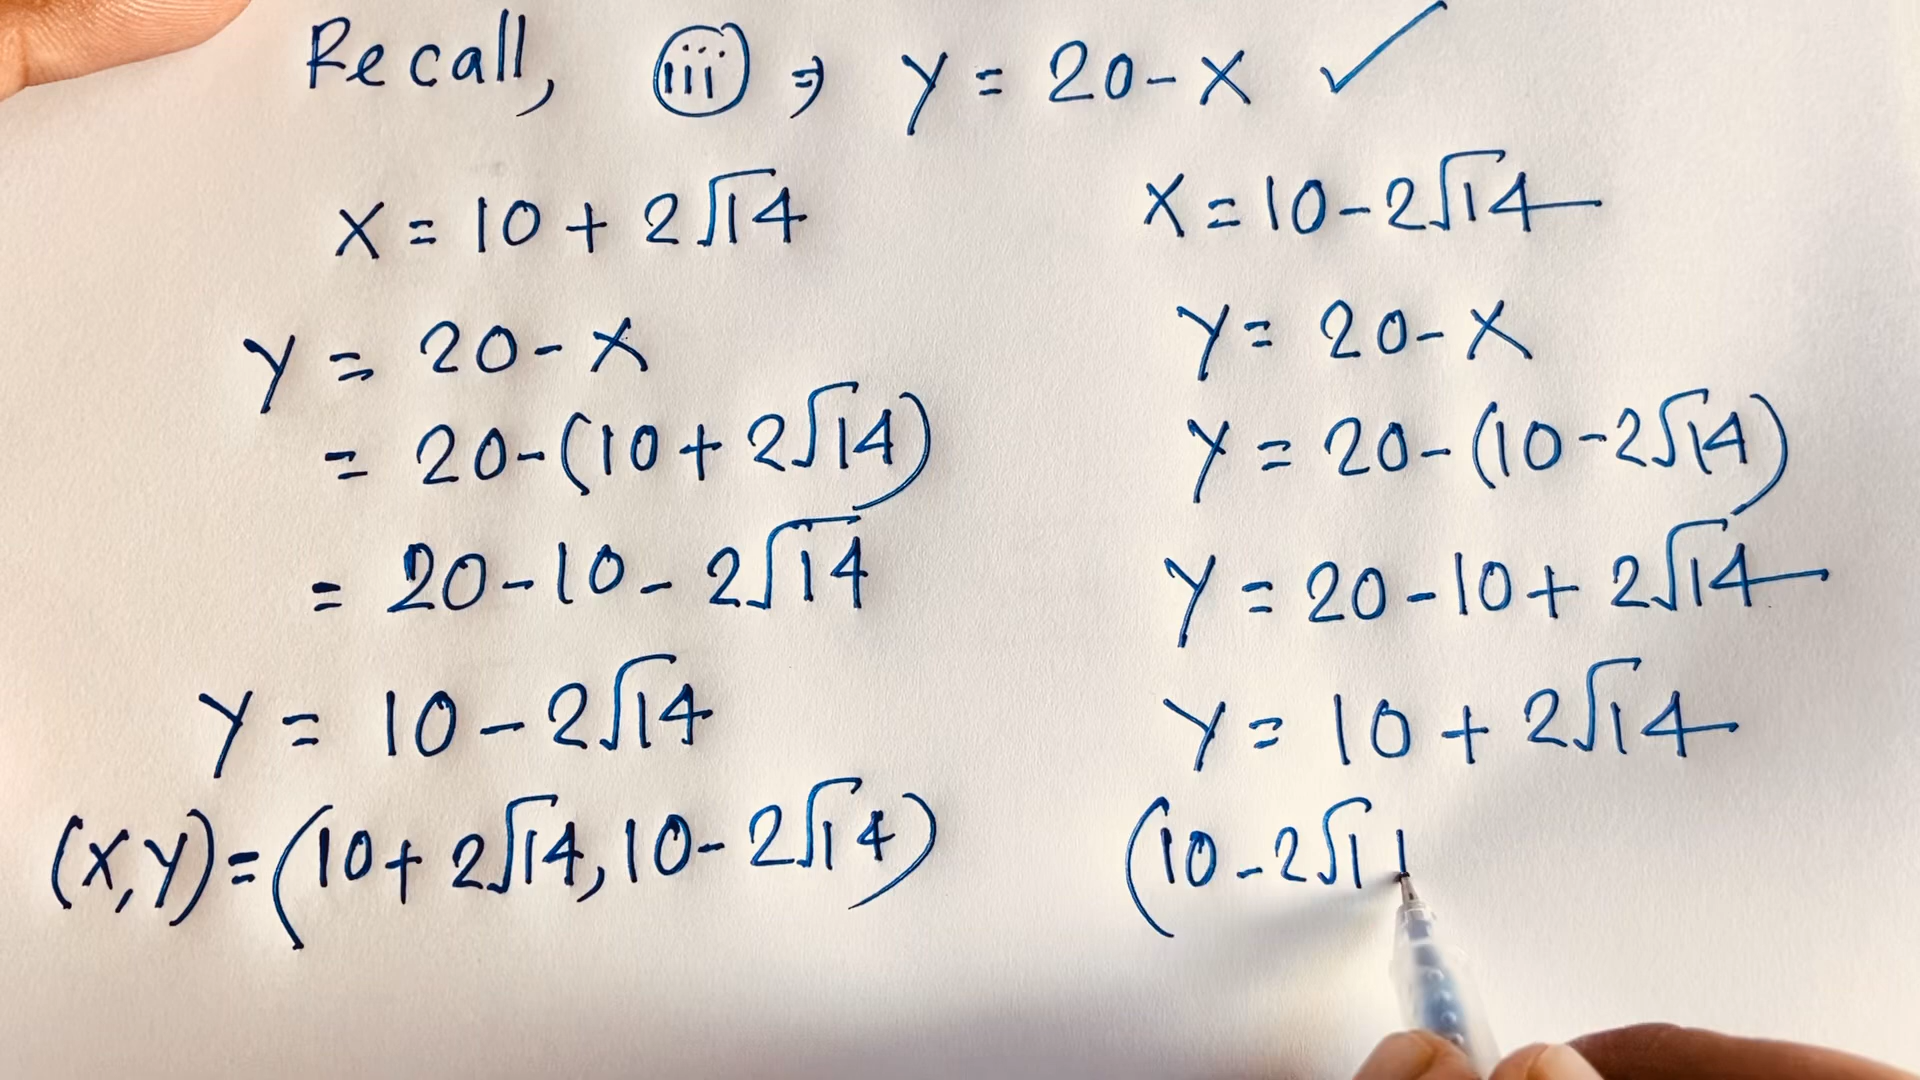 Recall, (iii) ⇒ y = 20 - x ✓
x = 10 + 2√14
y = 20 - x
= 20 - (10 + 2√14)
= 20 - 10 - 2√14
y = 10 - 2√14
(x,y) = (10 + 2√14, 10 - 2√14)
x = 10 - 2√14
y = 20 - x
y = 20 - (10 - 2√14)
y = 20 - 10 + 2√14
y = 10 + 2√14
(10 - 2√1